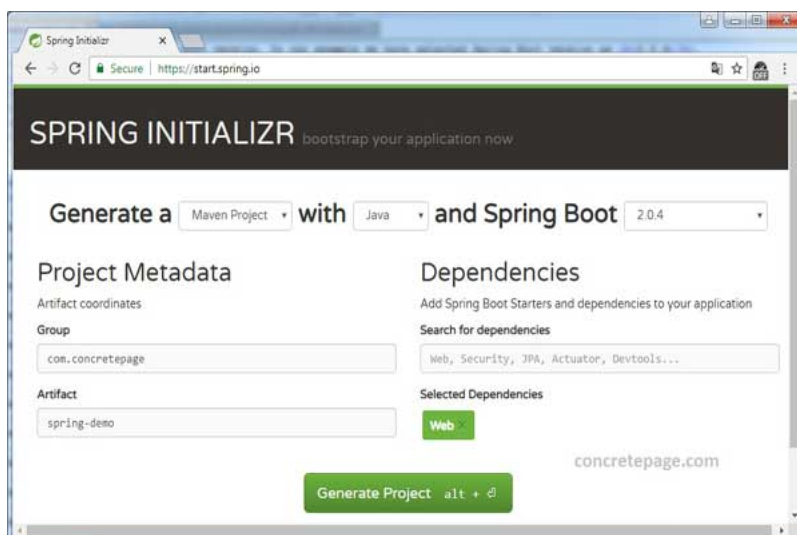 Spring Initializr
Secure | https://start.spring.io
OFF
SPRING INITIALIZR bootstrap your application now
Generate a Maven Project with Java and Spring Boot 2.0.4
Project Metadata
Artifact coordinates
Group
com.concretepage
Artifact
spring-demo
Dependencies
Add Spring Boot Starters and dependencies to your application
Search for dependencies
Web, Security, JPA, Actuator, Devtools...
Selected Dependencies
Web x
concretepage.com
Generate Project alt + ⏎